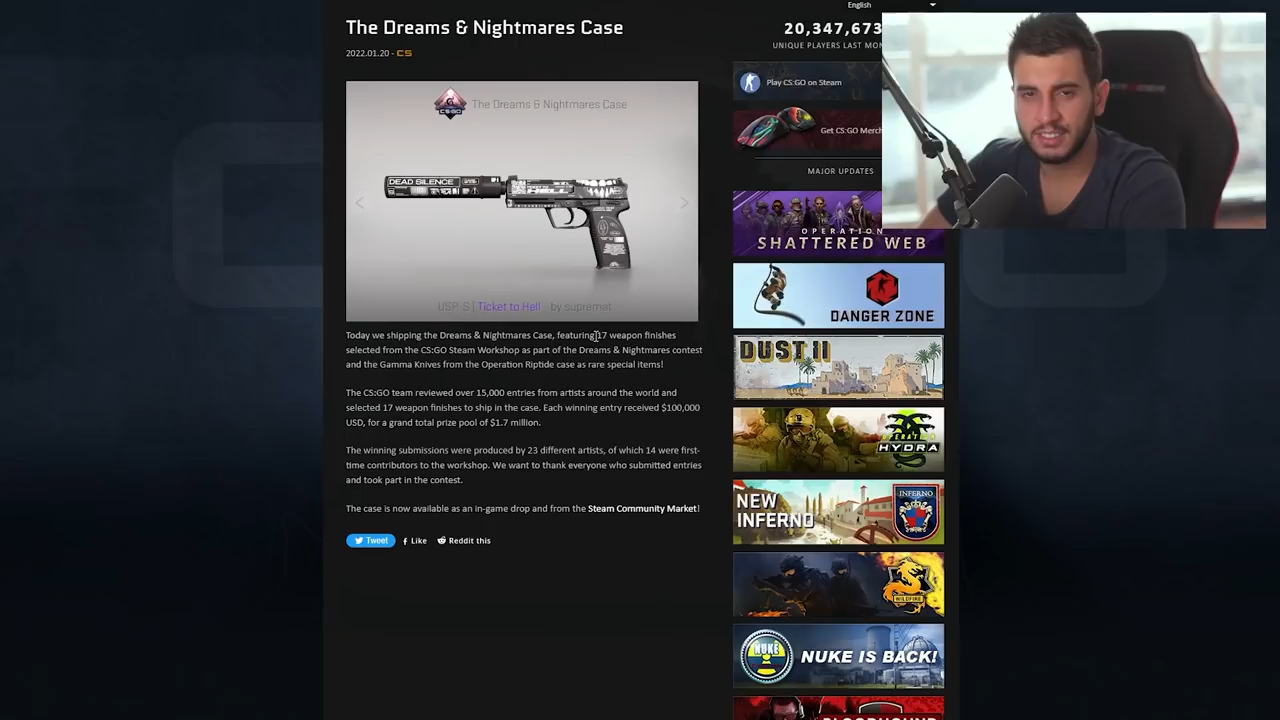 English
The Dreams & Nightmares Case
2022.01.20 - CS
The Dreams & Nightmares Case
CS:GO
DEAD SILENCE
HELL
USP-S | Ticket to Hell - by supremat
Today we shipping the Dreams & Nightmares Case, featuring 17 weapon finishes
selected from the CS:GO Steam Workshop as part of the Dreams & Nightmares contest
and the Gamma Knives from the Operation Riptide case as rare special items!
The CS:GO team reviewed over 15,000 entries from artists around the world and
selected 17 weapon finishes to ship in the case. Each winning entry received $100,000
USD, for a grand total prize pool of $1.7 million.
The winning submissions were produced by 23 different artists, of which 14 were first-
time contributors to the workshop. We want to thank everyone who submitted entries
and took part in the contest.
The case is now available as an in-game drop and from the Steam Community Market!
Tweet Like Reddit this
20,347,673
UNIQUE PLAYERS LAST MON
Play CS:GO on Steam
Get CS:GO Merch
MAJOR UPDATES
OPERATION
SHATTERED WEB
DANGER ZONE
DUST II
OPERATION
HYDRA
NEW
INFERNO
INFERNO
WILDFIRE
NUKE
NUKE IS BACK!
BLOODHOUND